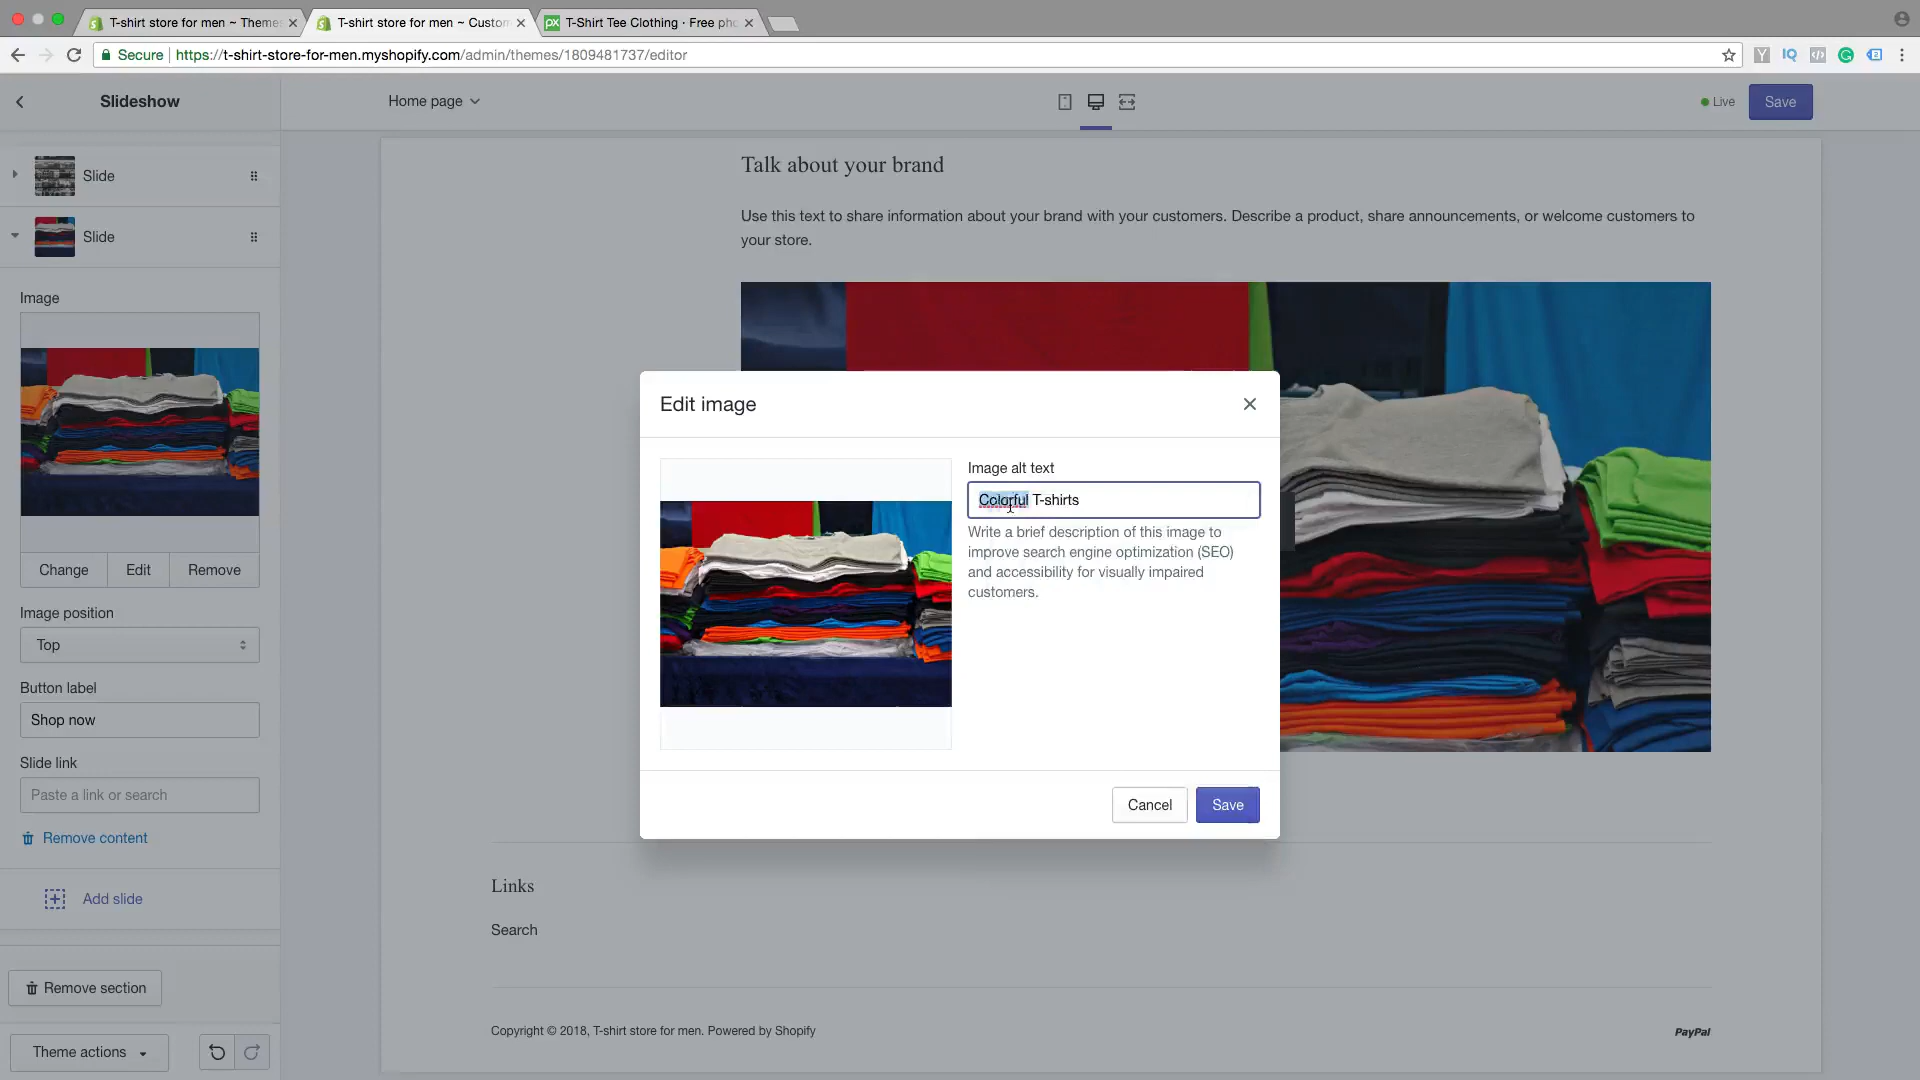 T-shirt store for men ~ Themes
T-shirt store for men ~ Custom
T-Shirt Tee Clothing · Free pho
Secure
https://t-shirt-store-for-men.myshopify.com/admin/themes/1809481737/editor
Slideshow
Home page
Live
Save
Slide
Slide
Image
Change
Edit
Remove
Image position
Top
Button label
Shop now
Slide link
Paste a link or search
Remove content
Add slide
Remove section
Theme actions
Talk about your brand
Use this text to share information about your brand with your customers. Describe a product, share announcements, or welcome customers to
your store.
Edit image
Image alt text
Colorful T-shirts
Write a brief description of this image to
improve search engine optimization (SEO)
and accessibility for visually impaired
customers.
Cancel
Save
Links
Search
Copyright © 2018, T-shirt store for men. Powered by Shopify
PayPal